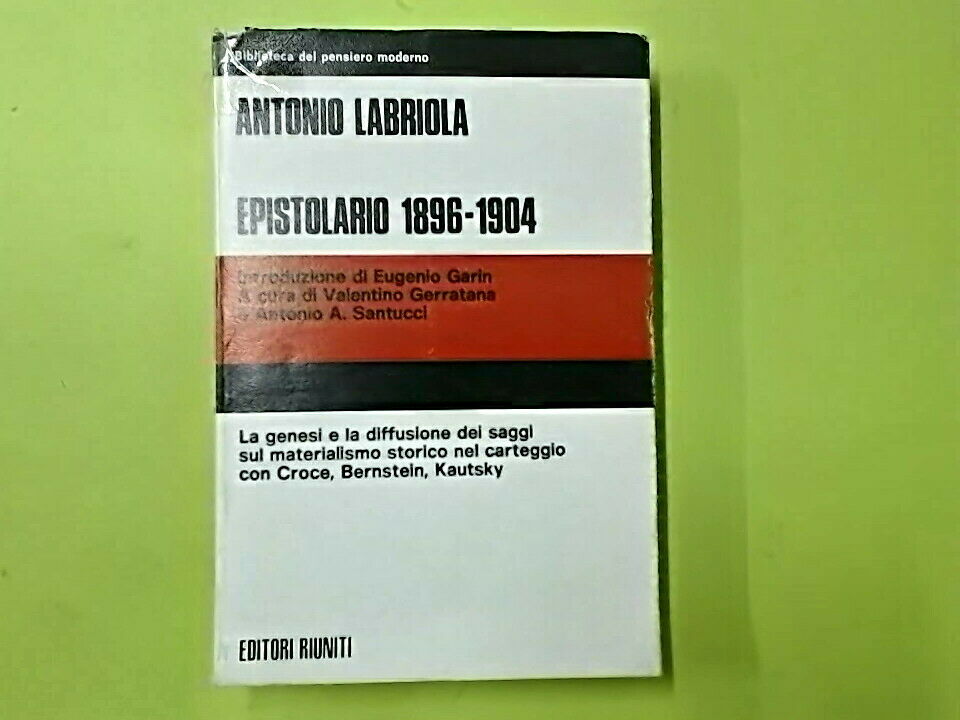 Biblioteca del pensiero moderno
ANTONIO LABRIOLA
EPISTOLARIO 1896-1904
Introduzione di Eugenio Garin
A cura di Valentino Gerratana
e Antonio A. Santucci
La genesi e la diffusione dei saggi
sul materialismo storico nel carteggio
con Croce, Bernstein, Kautsky
EDITORI RIUNITI